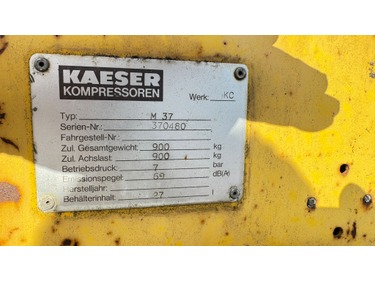 KAESER
KOMPRESSOREN Werk: KC
Typ: M 37
Serien-Nr.: 370480
Fahrgestell-Nr.:
Zul. Gesamtgewicht: 900 kg
Zul. Achslast: 900 kg
Betriebsdruck: 7 bar
Emissionspegel: 69 dB(A)
Herstelljahr:
Behälterinhalt: 27 l